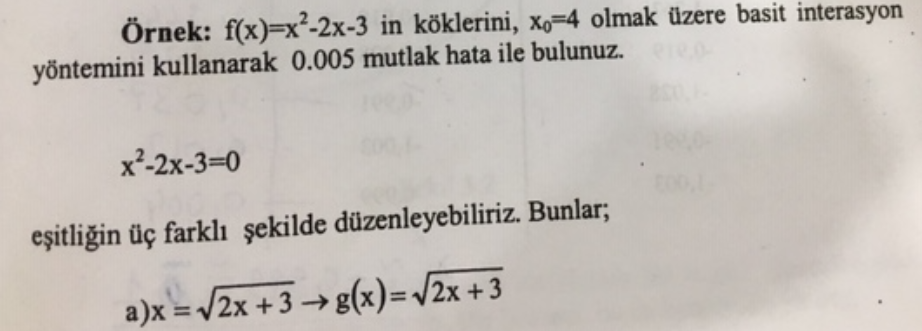 Örnek: f(x)=x²-2x-3 in köklerini, x₀=4 olmak üzere basit interasyon
yöntemini kullanarak 0.005 mutlak hata ile bulunuz.
x²-2x-3=0
eşitliğin üç farklı şekilde düzenleyebiliriz. Bunlar;
a)x = √(2x + 3) → g(x)= √(2x + 3)